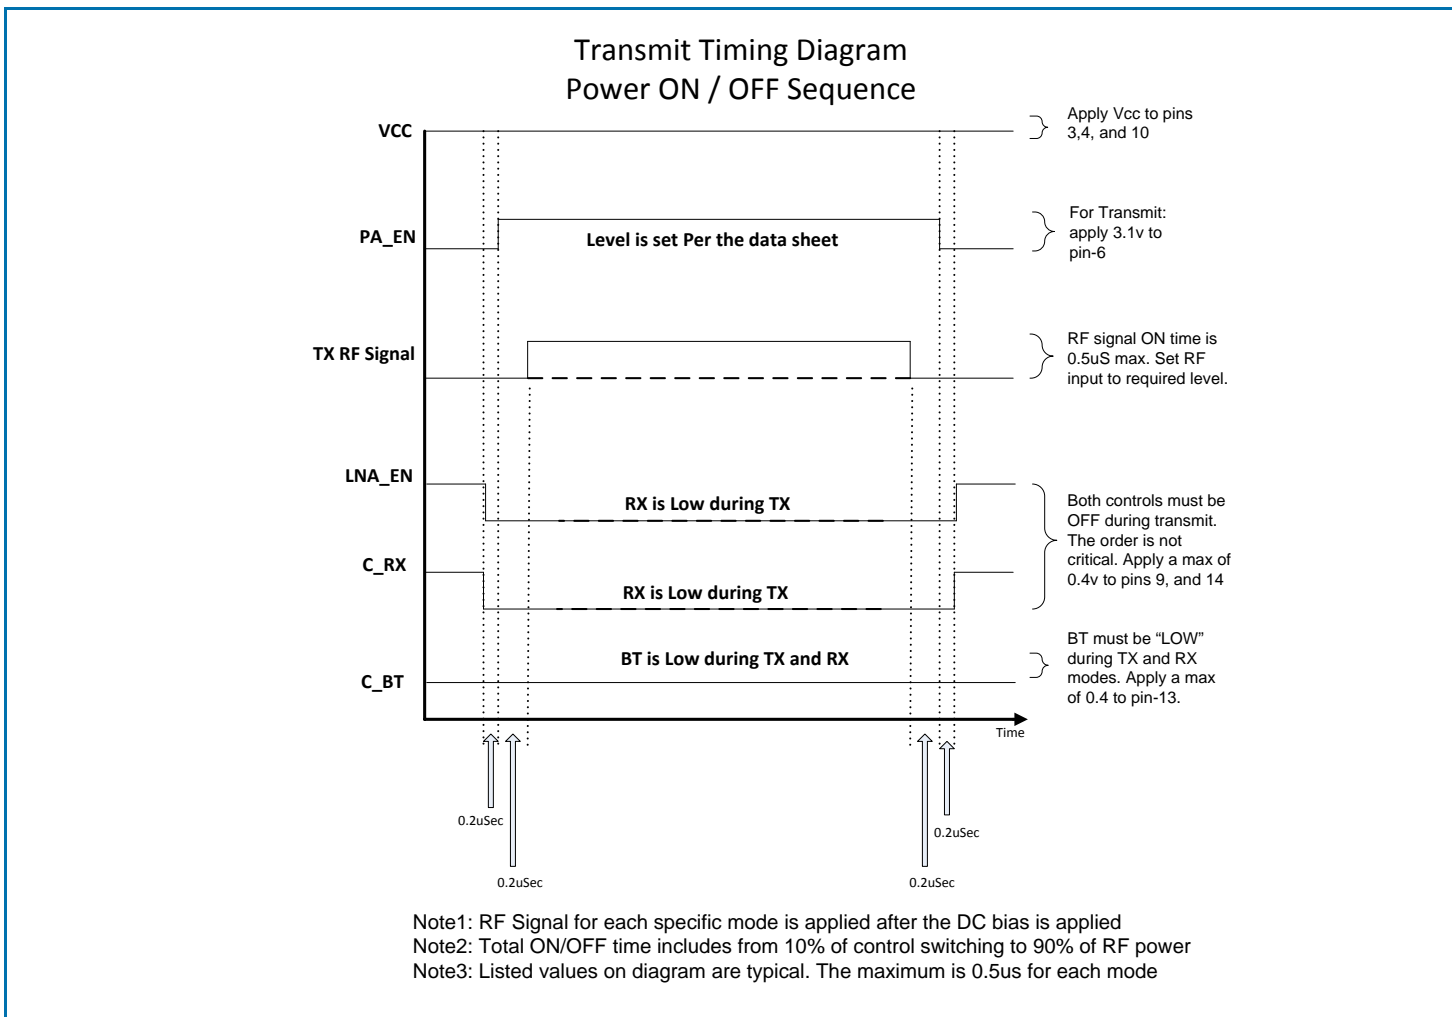 Transmit Timing Diagram
Power ON / OFF Sequence
VCC
Apply Vcc to pins
3,4, and 10
PA_EN
Level is set Per the data sheet
For Transmit:
apply 3.1v to
pin-6
TX RF Signal
RF signal ON time is
0.5uS max. Set RF
input to required level.
LNA_EN
RX is Low during TX
Both controls must be
OFF during transmit.
The order is not
critical. Apply a max of
0.4v to pins 9, and 14
C_RX
RX is Low during TX
BT is Low during TX and RX
C_BT
BT must be “LOW”
during TX and RX
modes. Apply a max
of 0.4 to pin-13.
Time
0.2uSec
0.2uSec
0.2uSec
0.2uSec
Note1: RF Signal for each specific mode is applied after the DC bias is applied
Note2: Total ON/OFF time includes from 10% of control switching to 90% of RF power
Note3: Listed values on diagram are typical. The maximum is 0.5us for each mode